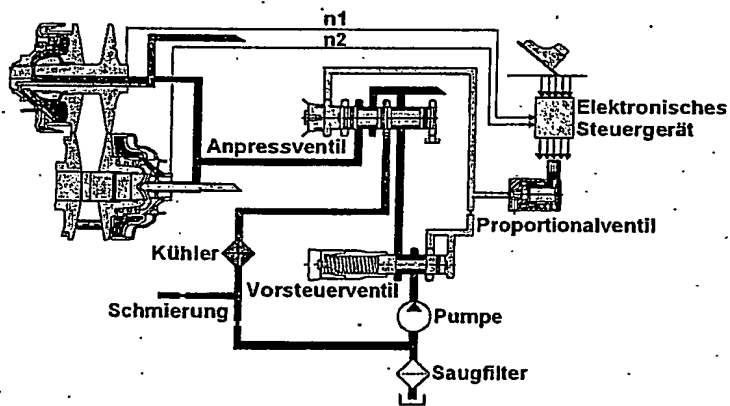 n1
n2
Elektronisches
Steuergerät
Anpressventil
Proportionalventil
Kühler
Vorsteuerventil
Schmierung
Pumpe
Saugfilter